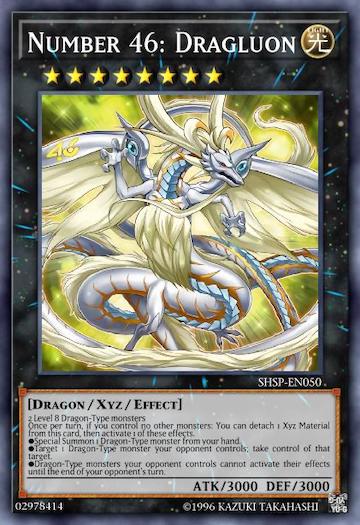 NUMBER 46: DRAGLUON
LIGHT
光
46
SHSP-EN050
[DRAGON/XYZ/EFFECT]
2 Level 8 Dragon-Type monsters
Once per turn, if you control no other monsters: You can detach 1 Xyz Material
from this card, then activate 1 of these effects.
●Special Summon 1 Dragon-Type monster from your hand.
●Target 1 Dragon-Type monster your opponent controls; take control of that
target.
●Dragon-Type monsters your opponent controls cannot activate their effects
until the end of your opponent's turn.
ATK/3000 DEF/3000
02978414
©1996 KAZUKI TAKAHASHI